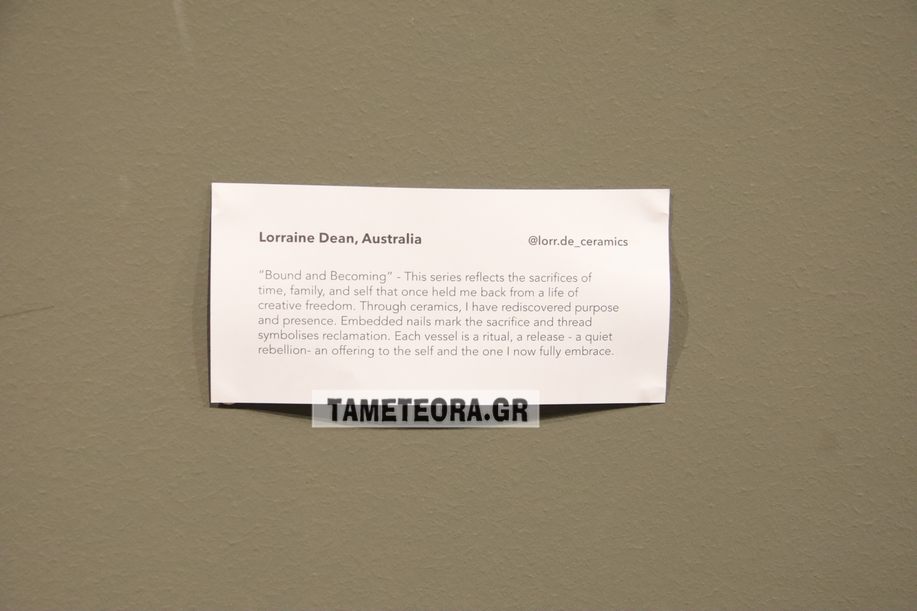 Lorraine Dean, Australia
@lorr.de_ceramics
“Bound and Becoming” - This series reflects the sacrifices of
time, family, and self that once held me back from a life of
creative freedom. Through ceramics, I have rediscovered purpose
and presence. Embedded nails mark the sacrifice and thread
symbolises reclamation. Each vessel is a ritual, a release - a quiet
rebellion- an offering to the self and the one I now fully embrace.
TAMETEORA.GR